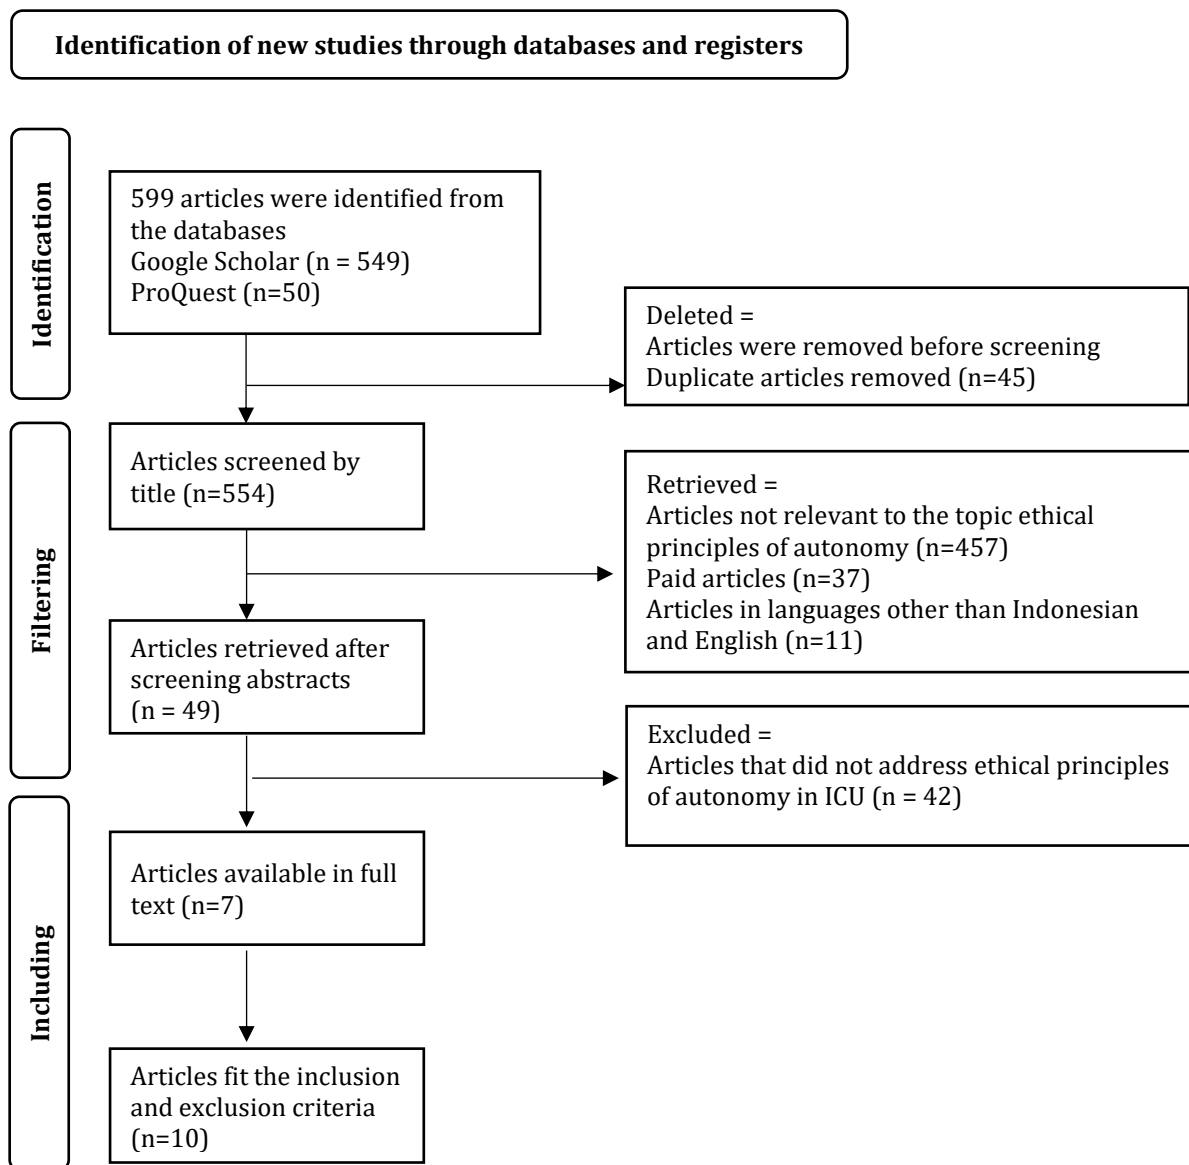 Identification of new studies through databases and registers
Identification
599 articles were identified from
the databases
Google Scholar (n = 549)
ProQuest (n=50)
Deleted =
Articles were removed before screening
Duplicate articles removed (n=45)
Filtering
Articles screened by
title (n=554)
Retrieved =
Articles not relevant to the topic ethical
principles of autonomy (n=457)
Paid articles (n=37)
Articles in languages other than Indonesian
and English (n=11)
Articles retrieved after
screening abstracts
(n = 49)
Excluded =
Articles that did not address ethical principles
of autonomy in ICU (n = 42)
Including
Articles available in full
text (n=7)
Articles fit the inclusion
and exclusion criteria
(n=10)